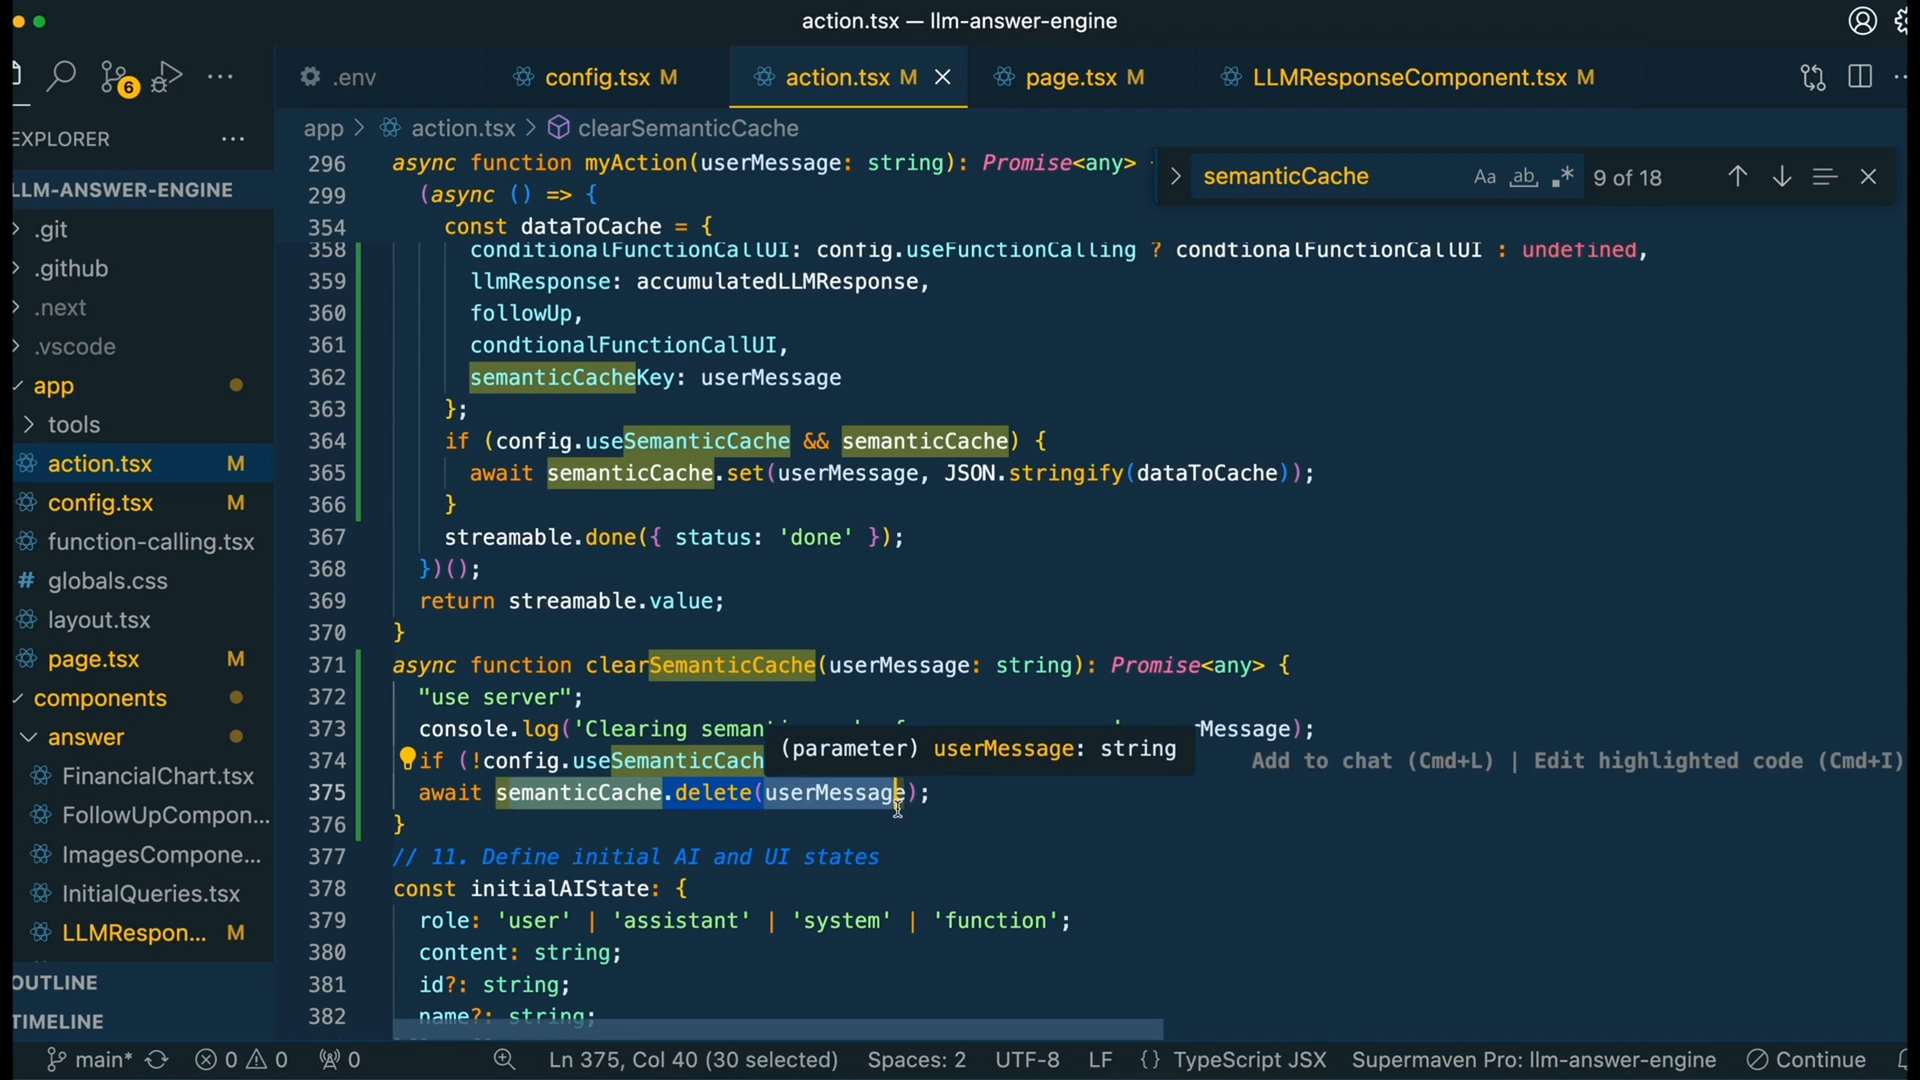 action.tsx — llm-answer-engine
6
.env
config.tsx M
action.tsx M
page.tsx M
LLMResponseComponent.tsx M
EXPLORER
app > action.tsx > clearSemanticCache
semanticCache
Aa
ab
9 of 18
LLM-ANSWER-ENGINE
.git
.github
.next
.vscode
app
tools
action.tsx M
config.tsx M
function-calling.tsx
# globals.css
layout.tsx
page.tsx M
components
answer
FinancialChart.tsx
FollowUpCompon...
ImagesCompone...
InitialQueries.tsx
LLMRespon... M
OUTLINE
TIMELINE
296 async function myAction(userMessage: string): Promise<any>
299 (async () => {
354 const dataToCache = {
358 conditionalFunctionCallUI: config.useFunctionCalling ? condtionalFunctionCallUI : undefined,
359 llmResponse: accumulatedLLMResponse,
360 followUp,
361 condtionalFunctionCallUI,
362 semanticCacheKey: userMessage
363 };
364 if (config.useSemanticCache && semanticCache) {
365 await semanticCache.set(userMessage, JSON.stringify(dataToCache));
366 }
367 streamable.done({ status: 'done' });
368 })();
369 return streamable.value;
370 }
371 async function clearSemanticCache(userMessage: string): Promise<any> {
372 "use server";
373 console.log('Clearing semant rMessage);
(parameter) userMessage: string
374 if (!config.useSemanticCach
Add to chat (Cmd+L) | Edit highlighted code (Cmd+I)
375 await semanticCache.delete(userMessage);
376 }
377 // 11. Define initial AI and UI states
378 const initialAIState: {
379 role: 'user' | 'assistant' | 'system' | 'function';
380 content: string;
381 id?: string;
382 name?: string;
main* 0 0 0 Ln 375, Col 40 (30 selected) Spaces: 2 UTF-8 LF {} TypeScript JSX Supermaven Pro: llm-answer-engine Continue